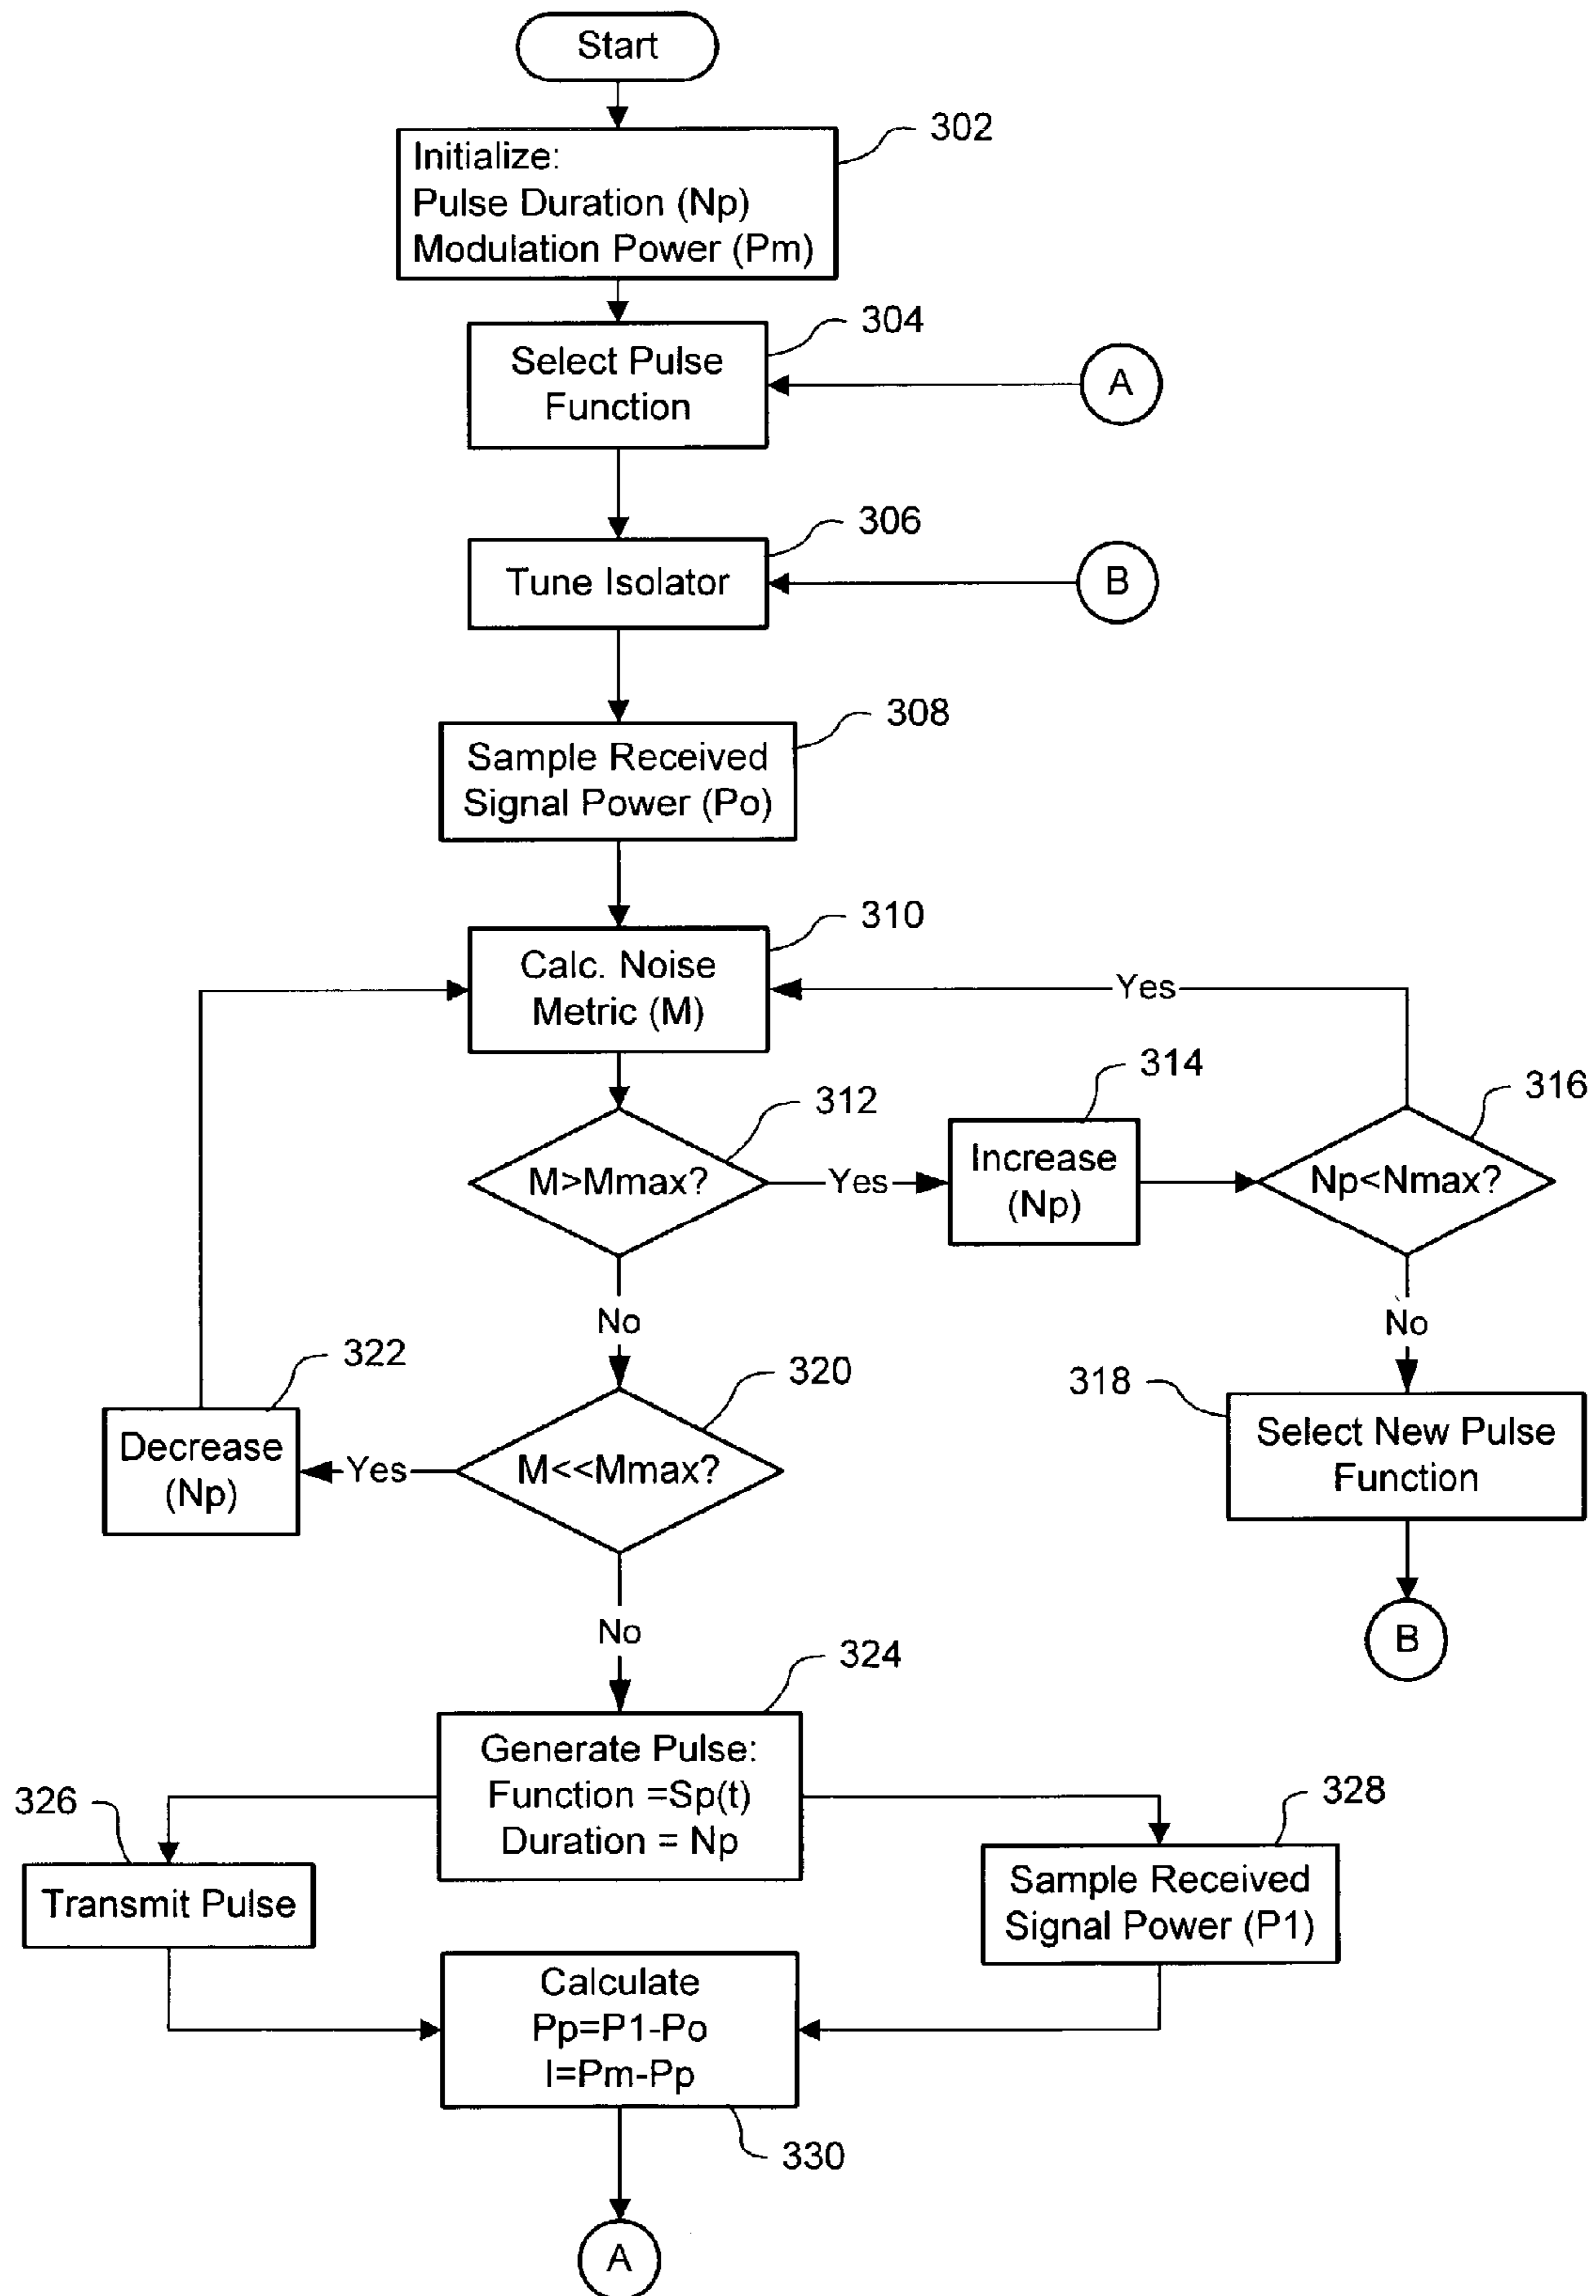 Start
302
Initialize:
Pulse Duration (Np)
Modulation Power (Pm)
304
Select Pulse
Function
A
306
Tune Isolator
B
308
Sample Received
Signal Power (Po)
310
Calc. Noise
Metric (M)
Yes
312
314
316
M>Mmax?
Yes
Increase
(Np)
Np<Nmax?
No
No
322
320
318
Decrease
(Np)
Yes
M<<Mmax?
Select New Pulse
Function
No
B
324
Generate Pulse:
Function =Sp(t)
Duration = Np
326
328
Transmit Pulse
Sample Received
Signal Power (P1)
Calculate
Pp=P1-Po
I=Pm-Pp
330
A